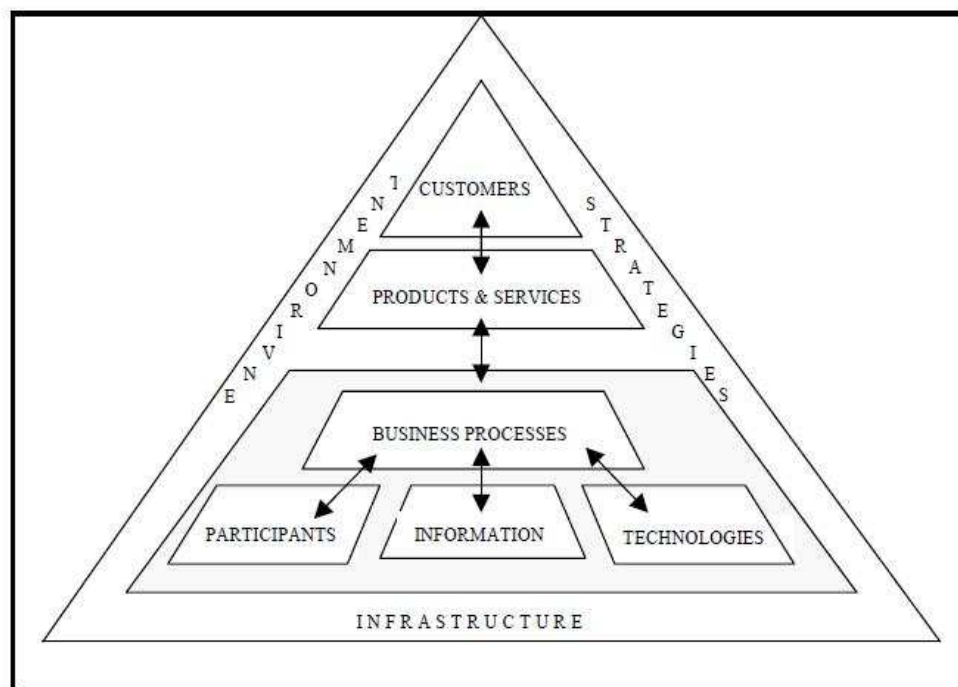 CUSTOMERS
ENVIRONMENT
STRATEGIES
PRODUCTS & SERVICES
BUSINESS PROCESSES
PARTICIPANTS
INFORMATION
TECHNOLOGIES
INFRASTRUCTURE